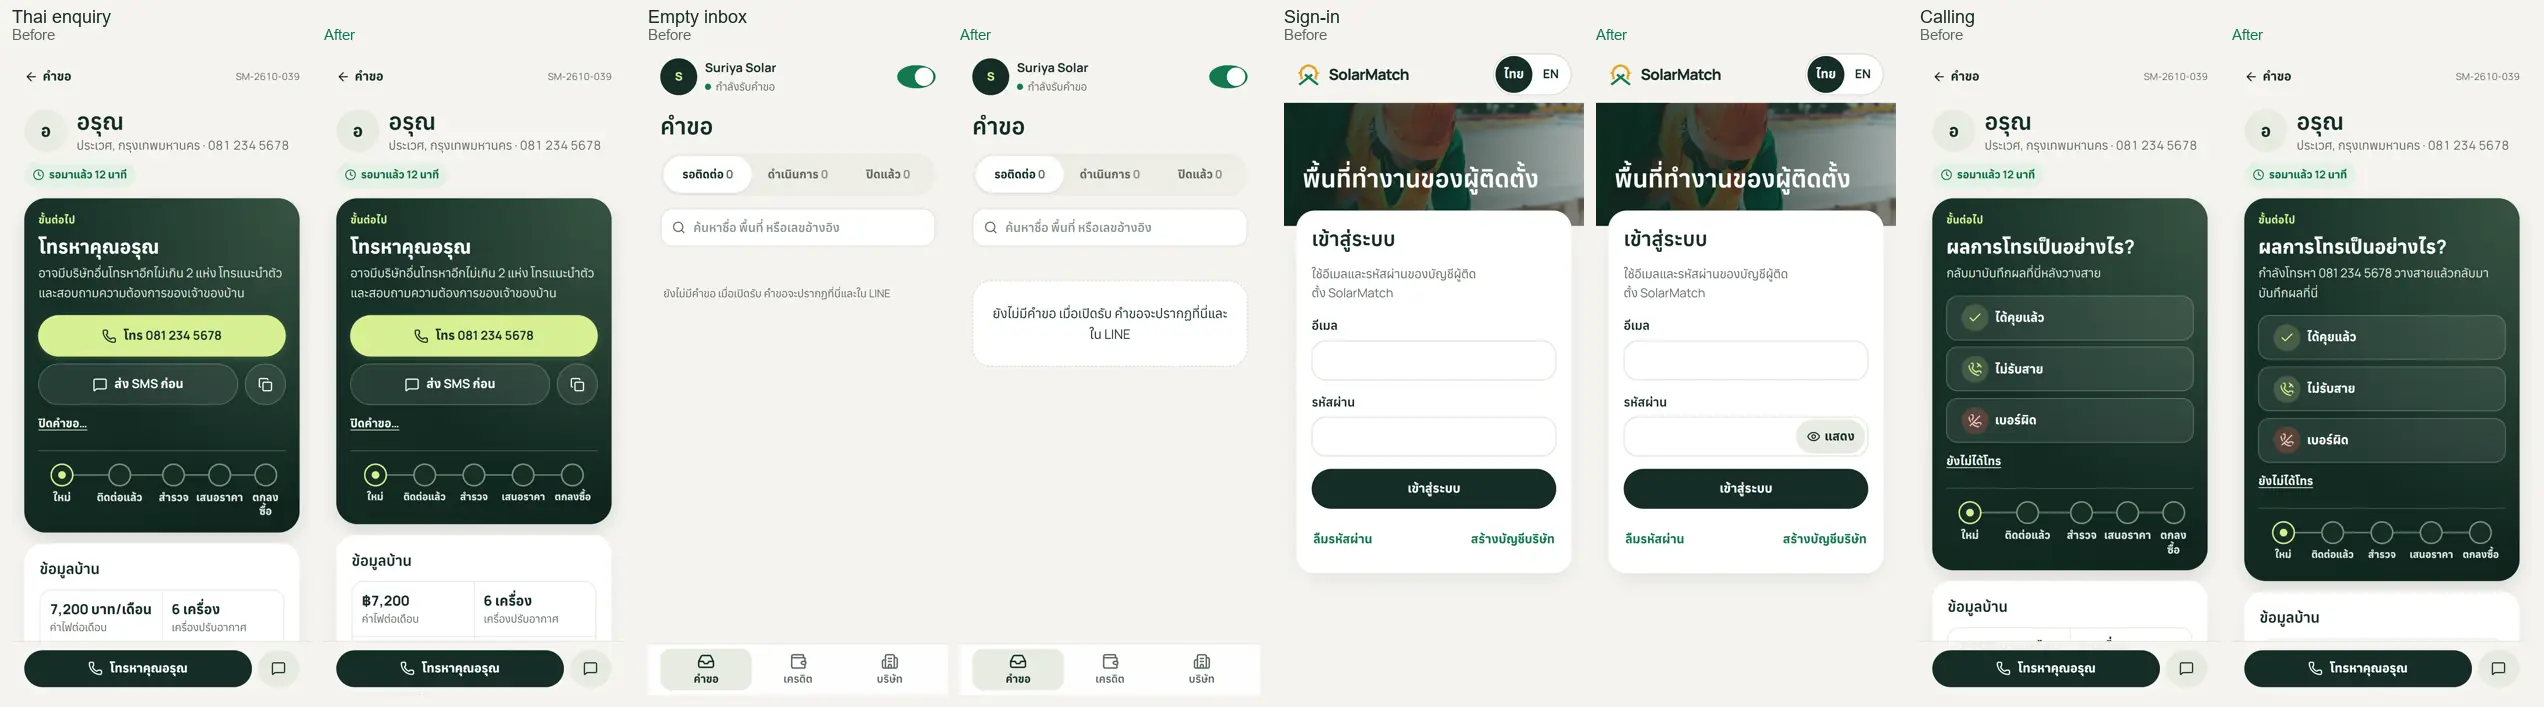 Thai enquiry
Before
← คำขอ
SM-2610-039
อ
อรุณ
ประเวศ, กรุงเทพมหานคร · 081 234 5678
รอมาแล้ว 12 นาที
ขั้นต่อไป
โทรหาคุณอรุณ
อาจมีบริษัทอื่นโทรหาอีกไม่เกิน 2 แห่ง โทรแนะนำตัว
และสอบถามความต้องการของเจ้าของบ้าน
โทร 081 234 5678
ส่ง SMS ก่อน
ปิดคำขอ...
ใหม่ ติดต่อแล้ว สำรวจ เสนอราคา ตกลง
ซื้อ
ข้อมูลบ้าน
7,200 บาท/เดือน
ค่าไฟต่อเดือน
6 เครื่อง
เครื่องปรับอากาศ
โทรหาคุณอรุณ
After
← คำขอ
SM-2610-039
อ
อรุณ
ประเวศ, กรุงเทพมหานคร · 081 234 5678
รอมาแล้ว 12 นาที
ขั้นต่อไป
โทรหาคุณอรุณ
อาจมีบริษัทอื่นโทรหาอีกไม่เกิน 2 แห่ง โทรแนะนำตัว
และสอบถามความต้องการของเจ้าของบ้าน
โทร 081 234 5678
ส่ง SMS ก่อน
ปิดคำขอ...
ใหม่ ติดต่อแล้ว สำรวจ เสนอราคา ตกลงซื้อ
ข้อมูลบ้าน
฿7,200
ค่าไฟต่อเดือน
6 เครื่อง
เครื่องปรับอากาศ
โทรหาคุณอรุณ
Empty inbox
Before
S
Suriya Solar
กำลังรับคำขอ
คำขอ
รอติดต่อ 0 ดำเนินการ 0 ปิดแล้ว 0
ค้นหาชื่อ พื้นที่ หรือเลขอ้างอิง
ยังไม่มีคำขอ เมื่อเปิดรับ คำขอจะปรากฏที่นี่และใน LINE
คำขอ เครดิต บริษัท
After
S
Suriya Solar
กำลังรับคำขอ
คำขอ
รอติดต่อ 0 ดำเนินการ 0 ปิดแล้ว 0
ค้นหาชื่อ พื้นที่ หรือเลขอ้างอิง
ยังไม่มีคำขอ เมื่อเปิดรับ คำขอจะปรากฏที่นี่และ
ใน LINE
คำขอ เครดิต บริษัท
Sign-in
Before
SolarMatch
ไทย EN
พื้นที่ทำงานของผู้ติดตั้ง
เข้าสู่ระบบ
ใช้อีเมลและรหัสผ่านของบัญชีผู้ติด
ตั้ง SolarMatch
อีเมล
รหัสผ่าน
เข้าสู่ระบบ
ลืมรหัสผ่าน สร้างบัญชีบริษัท
After
SolarMatch
ไทย EN
พื้นที่ทำงานของผู้ติดตั้ง
เข้าสู่ระบบ
ใช้อีเมลและรหัสผ่านของบัญชีผู้ติด
ตั้ง SolarMatch
อีเมล
รหัสผ่าน
แสดง
เข้าสู่ระบบ
ลืมรหัสผ่าน สร้างบัญชีบริษัท
Calling
Before
← คำขอ
SM-2610-039
อ
อรุณ
ประเวศ, กรุงเทพมหานคร · 081 234 5678
รอมาแล้ว 12 นาที
ขั้นต่อไป
ผลการโทรเป็นอย่างไร?
กลับมาบันทึกผลที่นี่หลังวางสาย
ได้คุยแล้ว
ไม่รับสาย
เบอร์ผิด
ยังไม่ได้โทร
ใหม่ ติดต่อแล้ว สำรวจ เสนอราคา ตกลง
ซื้อ
ข้อมูลบ้าน
โทรหาคุณอรุณ
After
← คำขอ
SM-2610-039
อ
อรุณ
ประเวศ, กรุงเทพมหานคร · 081 234 5678
รอมาแล้ว 12 นาที
ขั้นต่อไป
ผลการโทรเป็นอย่างไร?
กำลังโทรหา 081 234 5678 วางสายแล้วกลับมา
บันทึกผลที่นี่
ได้คุยแล้ว
ไม่รับสาย
เบอร์ผิด
ยังไม่ได้โทร
ใหม่ ติดต่อแล้ว สำรวจ เสนอราคา ตกลงซื้อ
ข้อมูลบ้าน
โทรหาคุณอรุณ